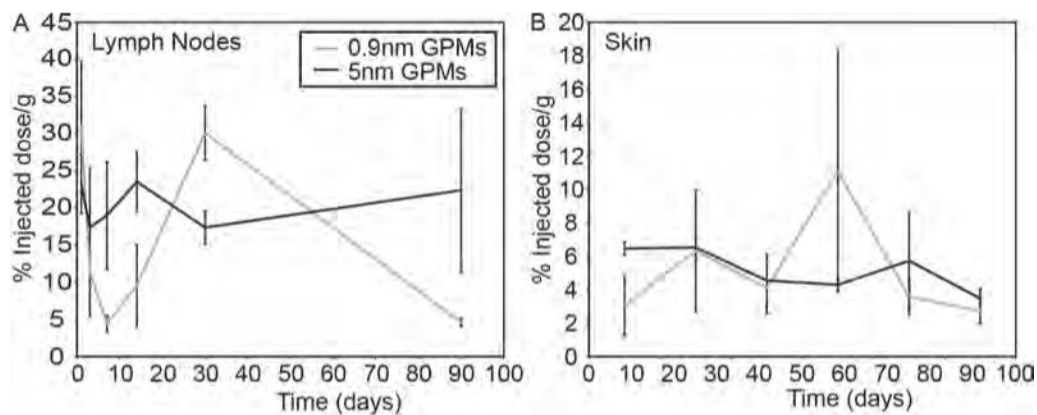 A
Lymph Nodes
0.9nm GPMs
5nm GPMs
% Injected dose/g
45
40
35
30
25
20
15
10
5
0
0 10 20 30 40 50 60 70 80 90 100
Time (days)
B
Skin
% Injected dose/g
20
18
16
14
12
10
8
6
4
2
0
10 20 30 40 50 60 70 80 90 100
Time (days)